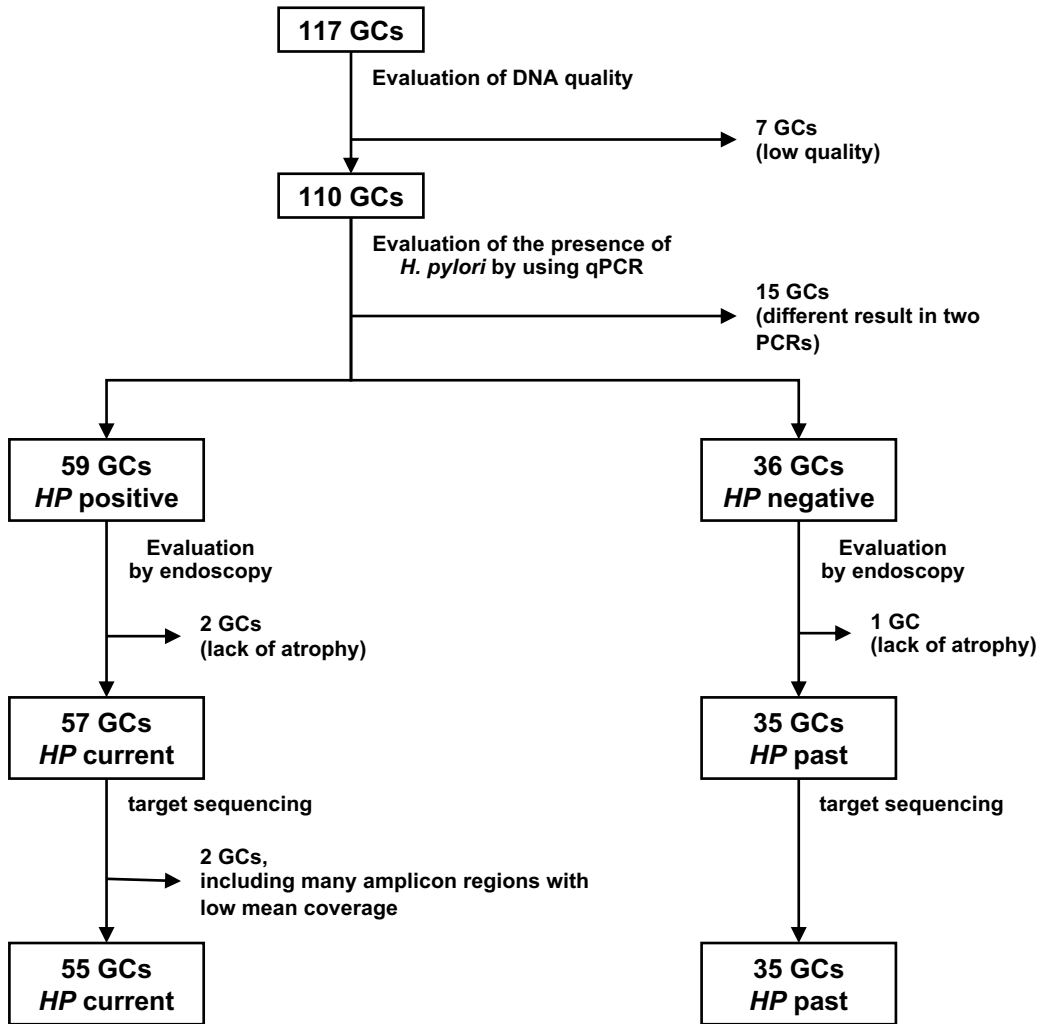 117 GCs
Evaluation of DNA quality
7 GCs
(low quality)
110 GCs
Evaluation of the presence of
H. pylori by using qPCR
15 GCs
(different result in two
PCRs)
59 GCs
HP positive
36 GCs
HP negative
Evaluation
by endoscopy
Evaluation
by endoscopy
2 GCs
(lack of atrophy)
1 GC
(lack of atrophy)
57 GCs
HP current
35 GCs
HP past
target sequencing
target sequencing
2 GCs,
including many amplicon regions with
low mean coverage
55 GCs
HP current
35 GCs
HP past